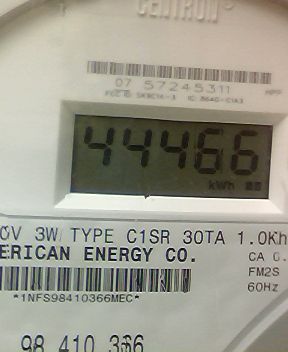 CENTRON
07 57245311
44466
kWh
0V 3W TYPE C1SR 30TA 1.0Kh
ERICAN ENERGY CO.
CA 0.
FM2S
60Hz
*1NFS98410366MEC*
98 410 366